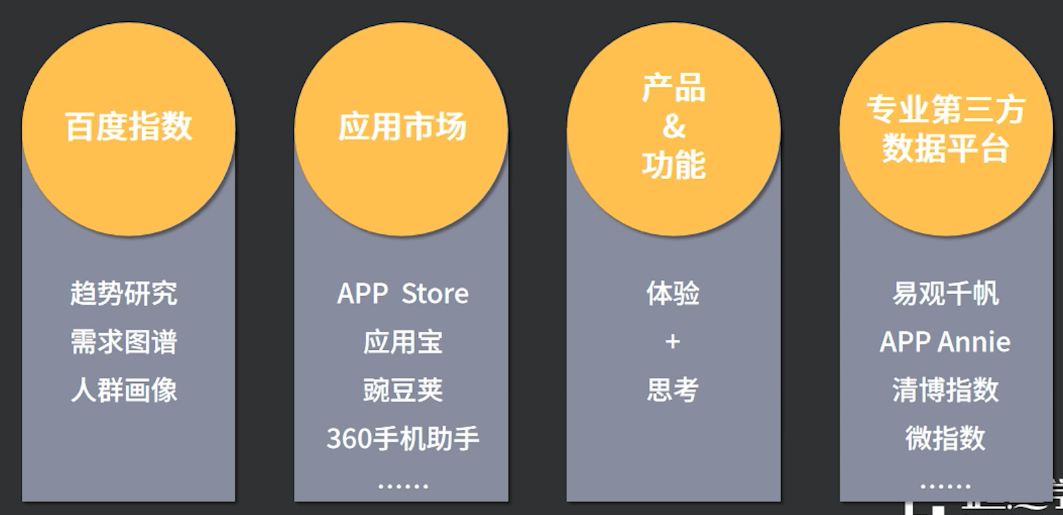 百度指数
趋势研究
需求图谱
人群画像
应用市场
APP Store
应用宝
豌豆荚
360手机助手
......
产品
&
功能
体验
+
思考
专业第三方
数据平台
易观千帆
APP Annie
清博指数
微指数
......